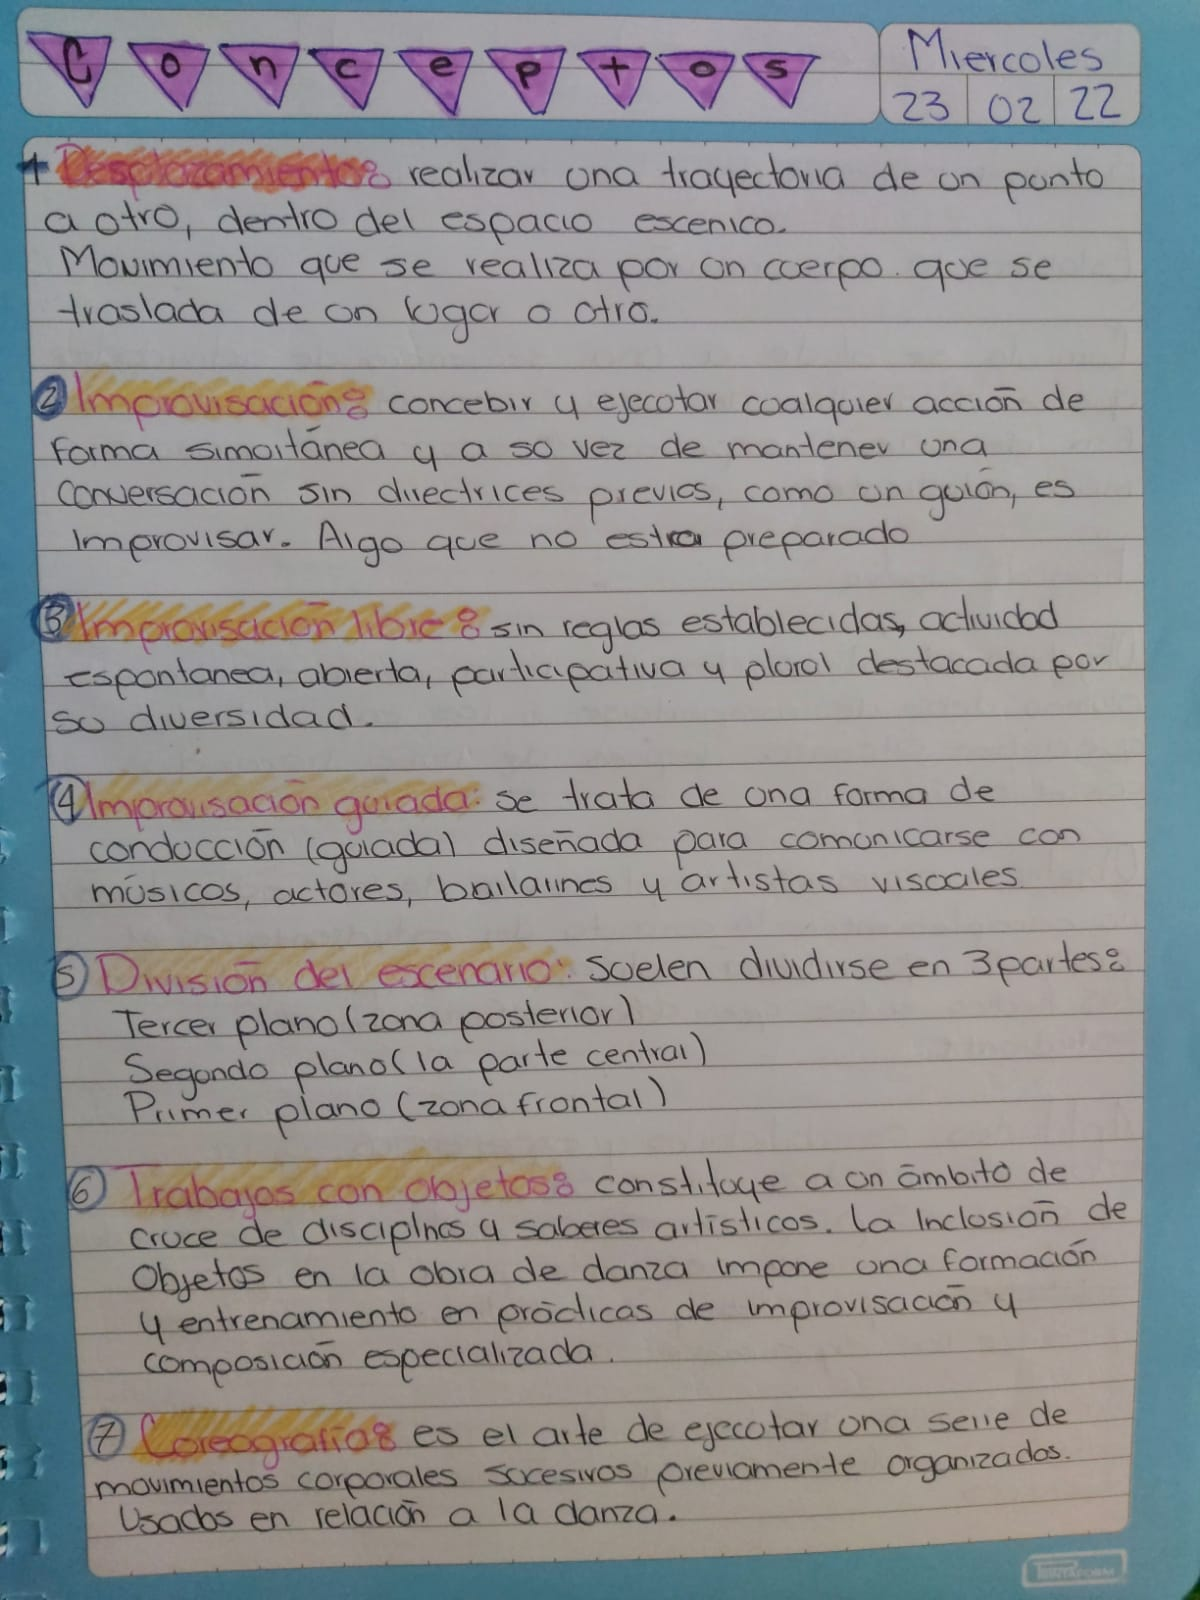 Conceptos
Miercoles
23 02 22
1 Desplazamiento: realizar una trayectoria de un punto
a otro, dentro del espacio escenico.
Movimiento que se realiza por un cuerpo que se
traslada de un lugar a otro.
2 Improvisación: concebir y ejecutar cualquier acción de
forma simultánea y a su vez de mantener una
conversación sin directrices previas, como un guión, es
improvisar. Algo que no estra preparado
3 Improvisación libre: sin reglas establecidas, actividad
espontanea, abierta, participativa y plural destacada por
su diversidad.
4 Improvisación guiada: se trata de una forma de
conducción (guiada) diseñada para comunicarse con
músicos, actores, bailarines y artistas visuales
5 División del escenario: Suelen dividirse en 3 partes:
Tercer plano (zona posterior)
Segundo plano (la parte central)
Primer plano (zona frontal)
6 Trabajos con objetos: constituye a un ámbito de
cruce de disciplnas y saberes artísticos. La inclusión de
Objetos en la obra de danza impone una formación
y entrenamiento en prácticas de improvisación y
composición especializada.
7 Coreografía: es el arte de ejecutar una serie de
movimientos corporales sucesivos previamente organizados.
Usados en relación a la danza.